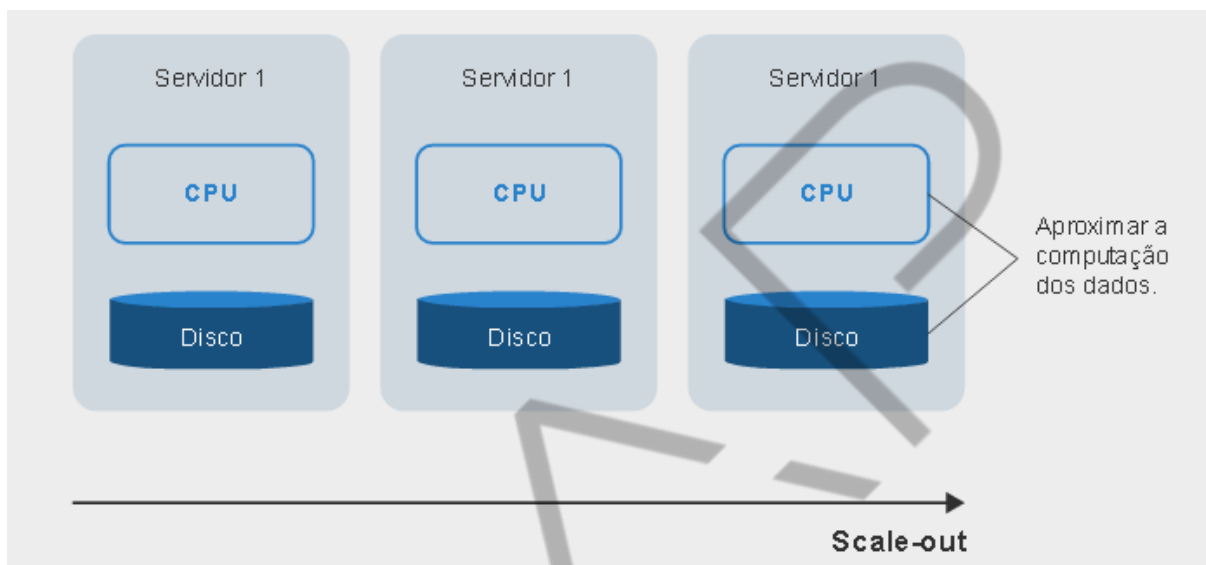 Servidor 1
Servidor 1
Servidor 1
CPU
CPU
CPU
Aproximar a
computação
dos dados.
Disco
Disco
Disco
Scale-out